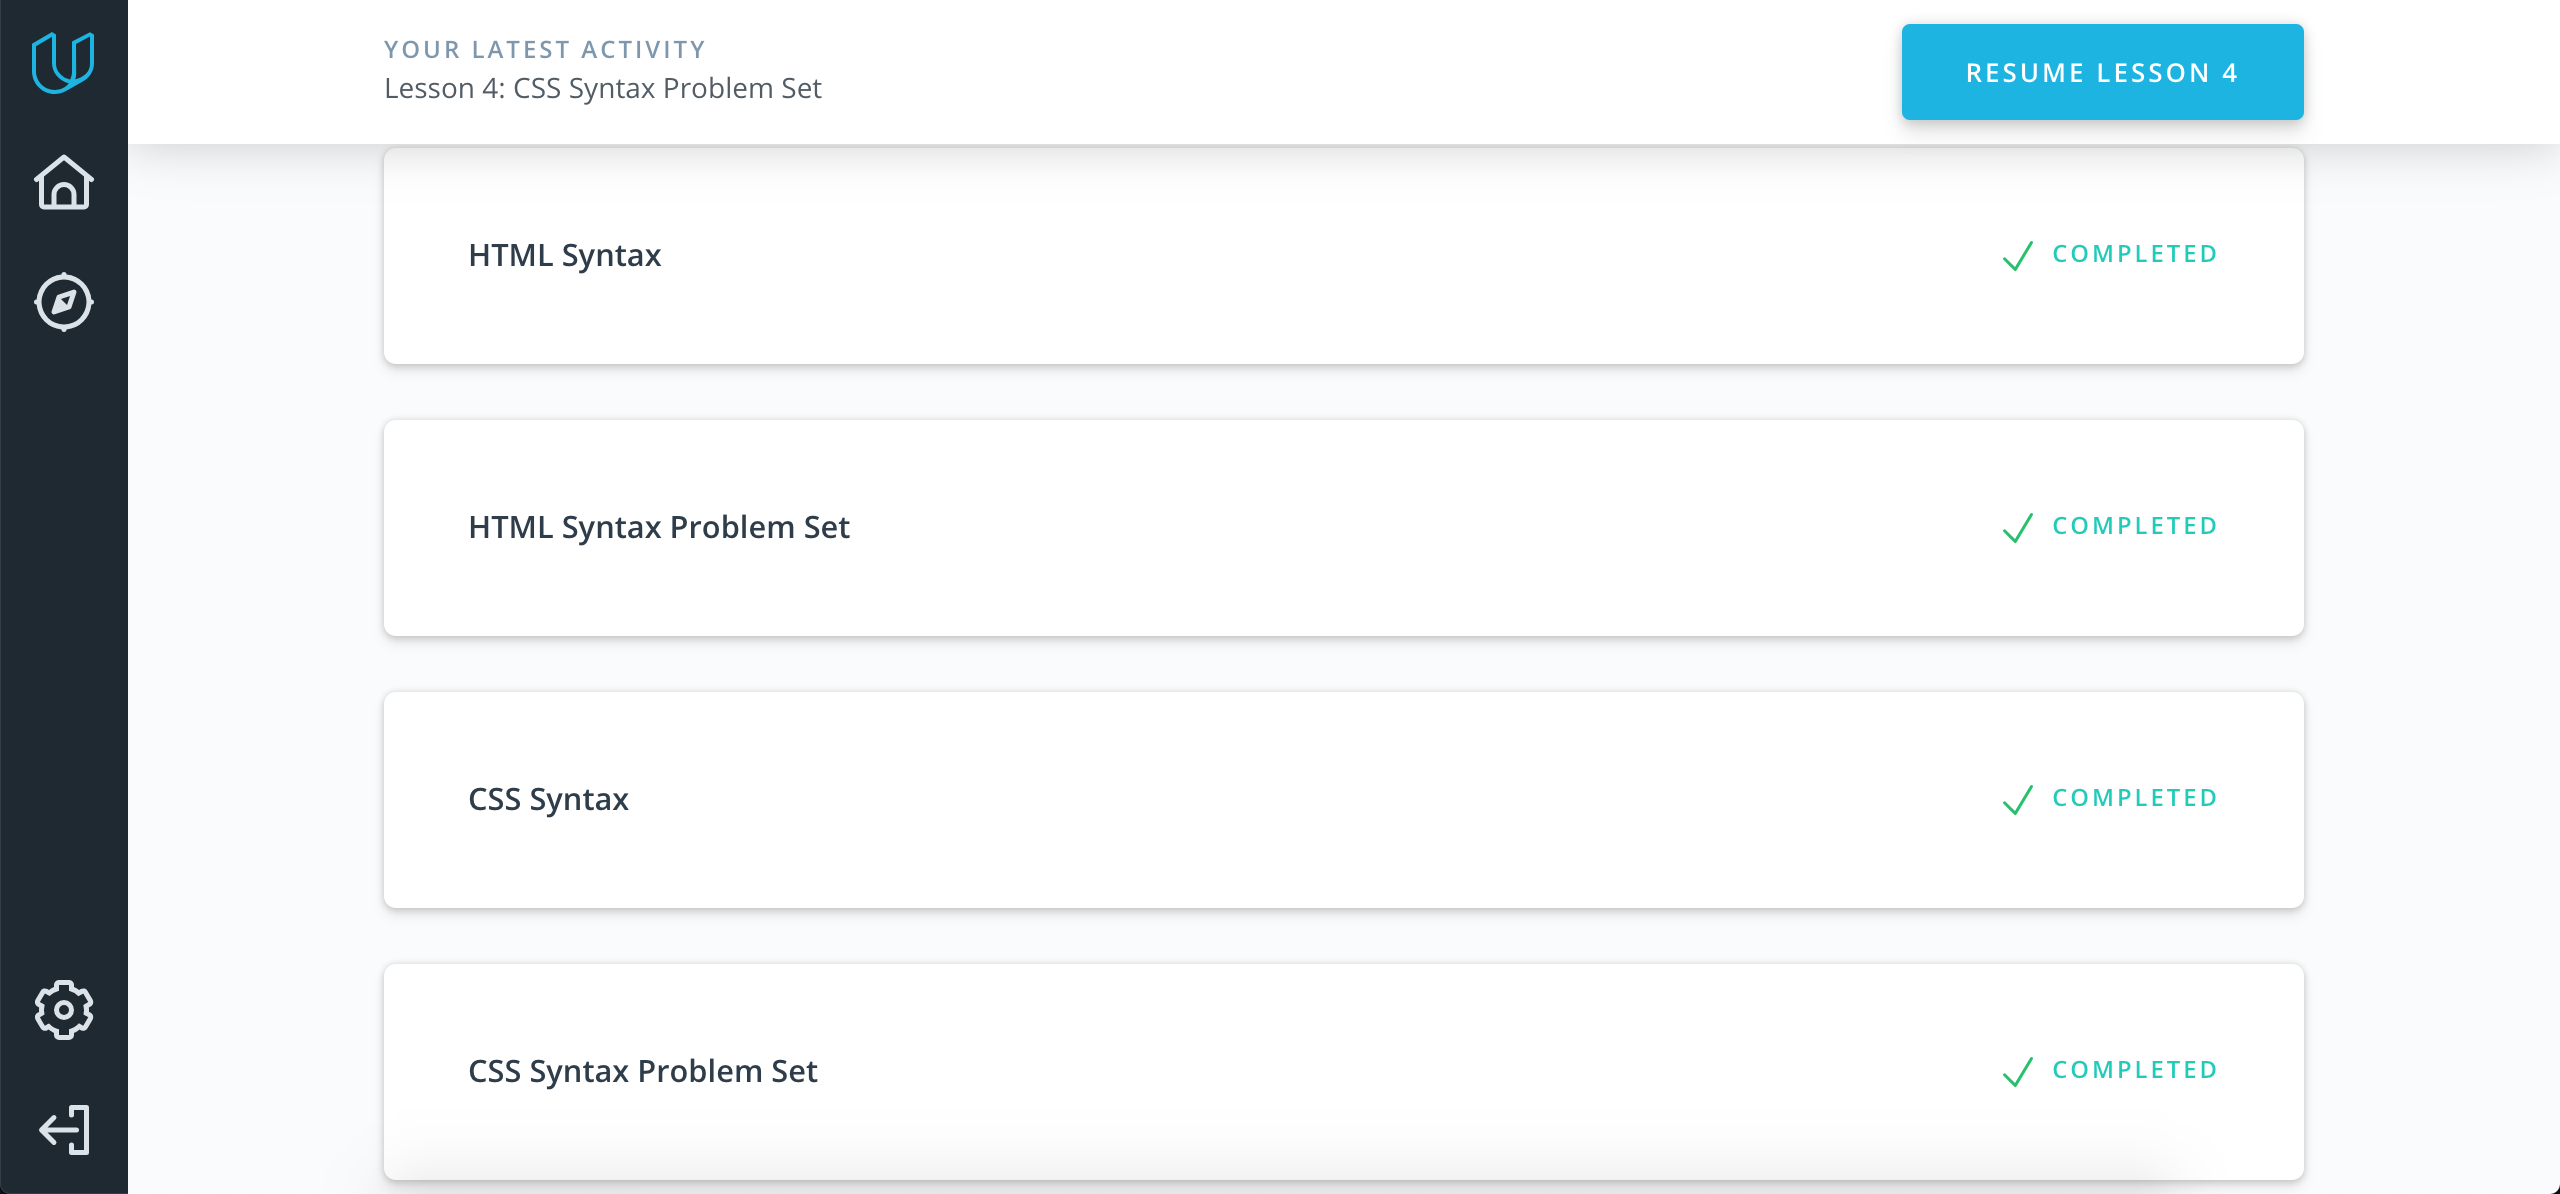 YOUR LATEST ACTIVITY
Lesson 4: CSS Syntax Problem Set
RESUME LESSON 4
HTML Syntax
COMPLETED
HTML Syntax Problem Set
COMPLETED
CSS Syntax
COMPLETED
CSS Syntax Problem Set
COMPLETED